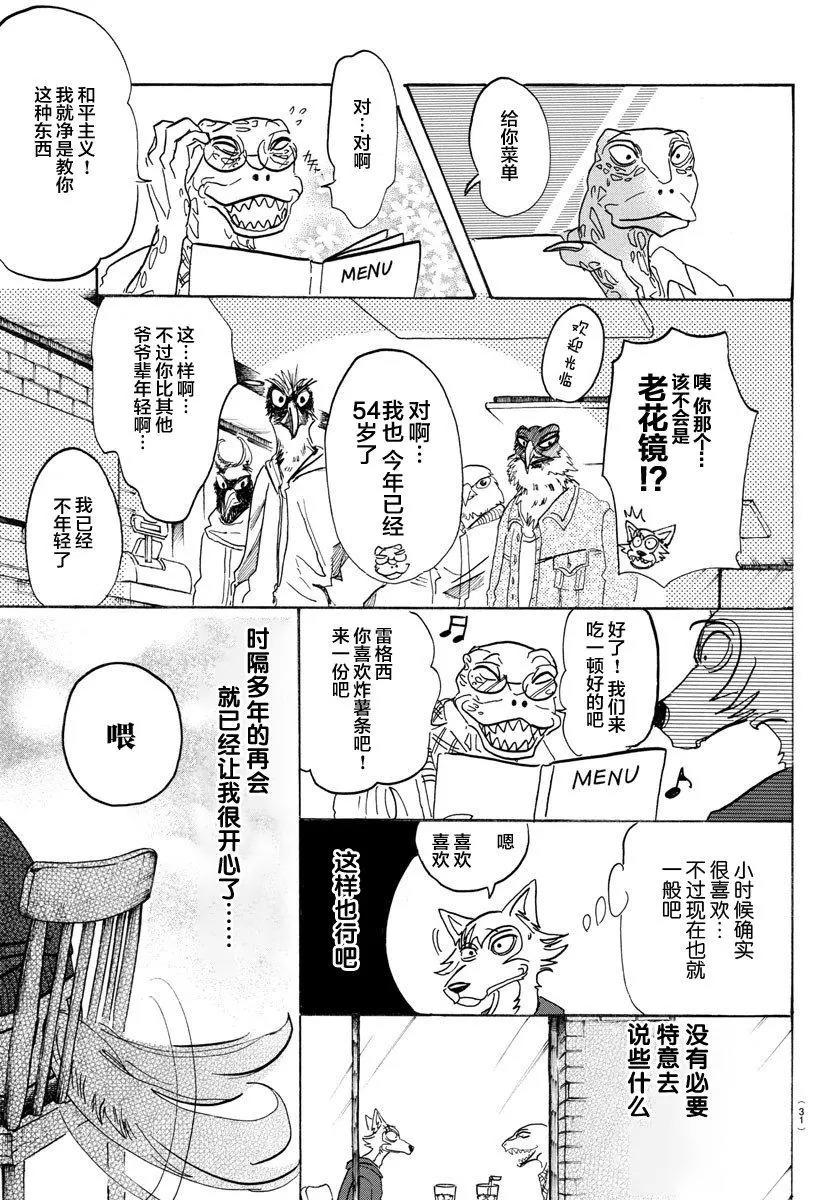 给你菜单
对…对啊
和平主义！
我就净是教你
这种东西
MENU
咦 你那个…
该不会是
老花镜!?
欢迎光临
对啊…
我也 今年已经
54岁了
这…样啊…
不过你比其他
爷爷辈年轻啊…
我已经
不年轻了
好了！我们来
吃一顿好的吧
雷格西
你喜欢炸薯条吧！
来一份吧
MENU
小时候确实
很喜欢…
不过现在也就
一般吧
嗯
喜欢
喜欢
这样也行吧
没有必要
特意去
说些什么
时隔多年的再会
就已经让我很开心了……
喂
(31)